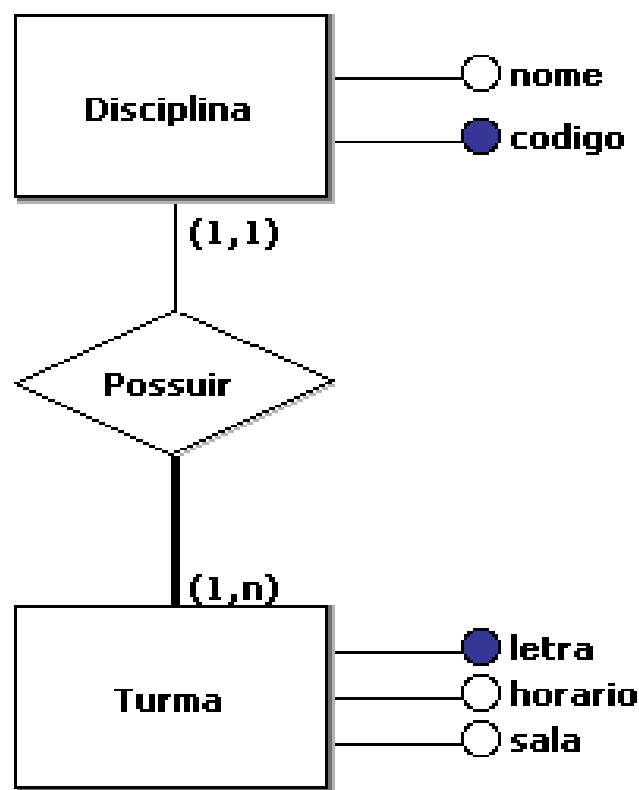 nome
Disciplina
codigo
(1,1)
Possuir
(1,n)
letra
horario
Turma
sala